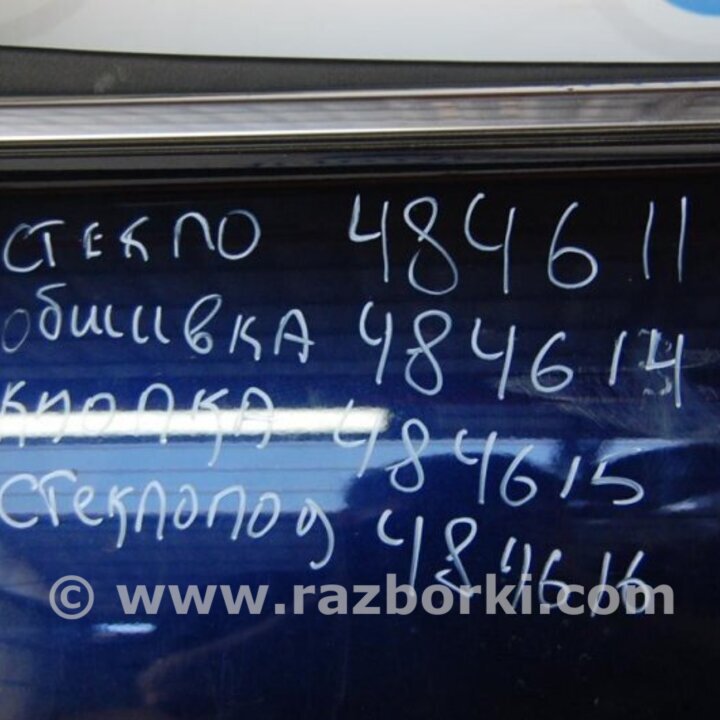 СТЕКЛО 484611
ОБШИВКА 484614
КНОПКА 484615
Стеклопод 484616
© www.razborki.com